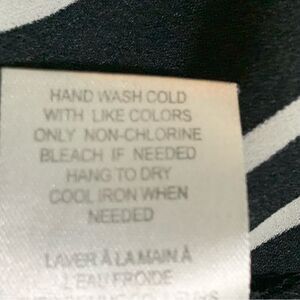 HAND WASH COLD
WITH LIKE COLORS
ONLY NON-CHLORINE
BLEACH IF NEEDED
HANG TO DRY
COOL IRON WHEN
NEEDED
LAVER À LA MAIN À
L'EAU FROIDE